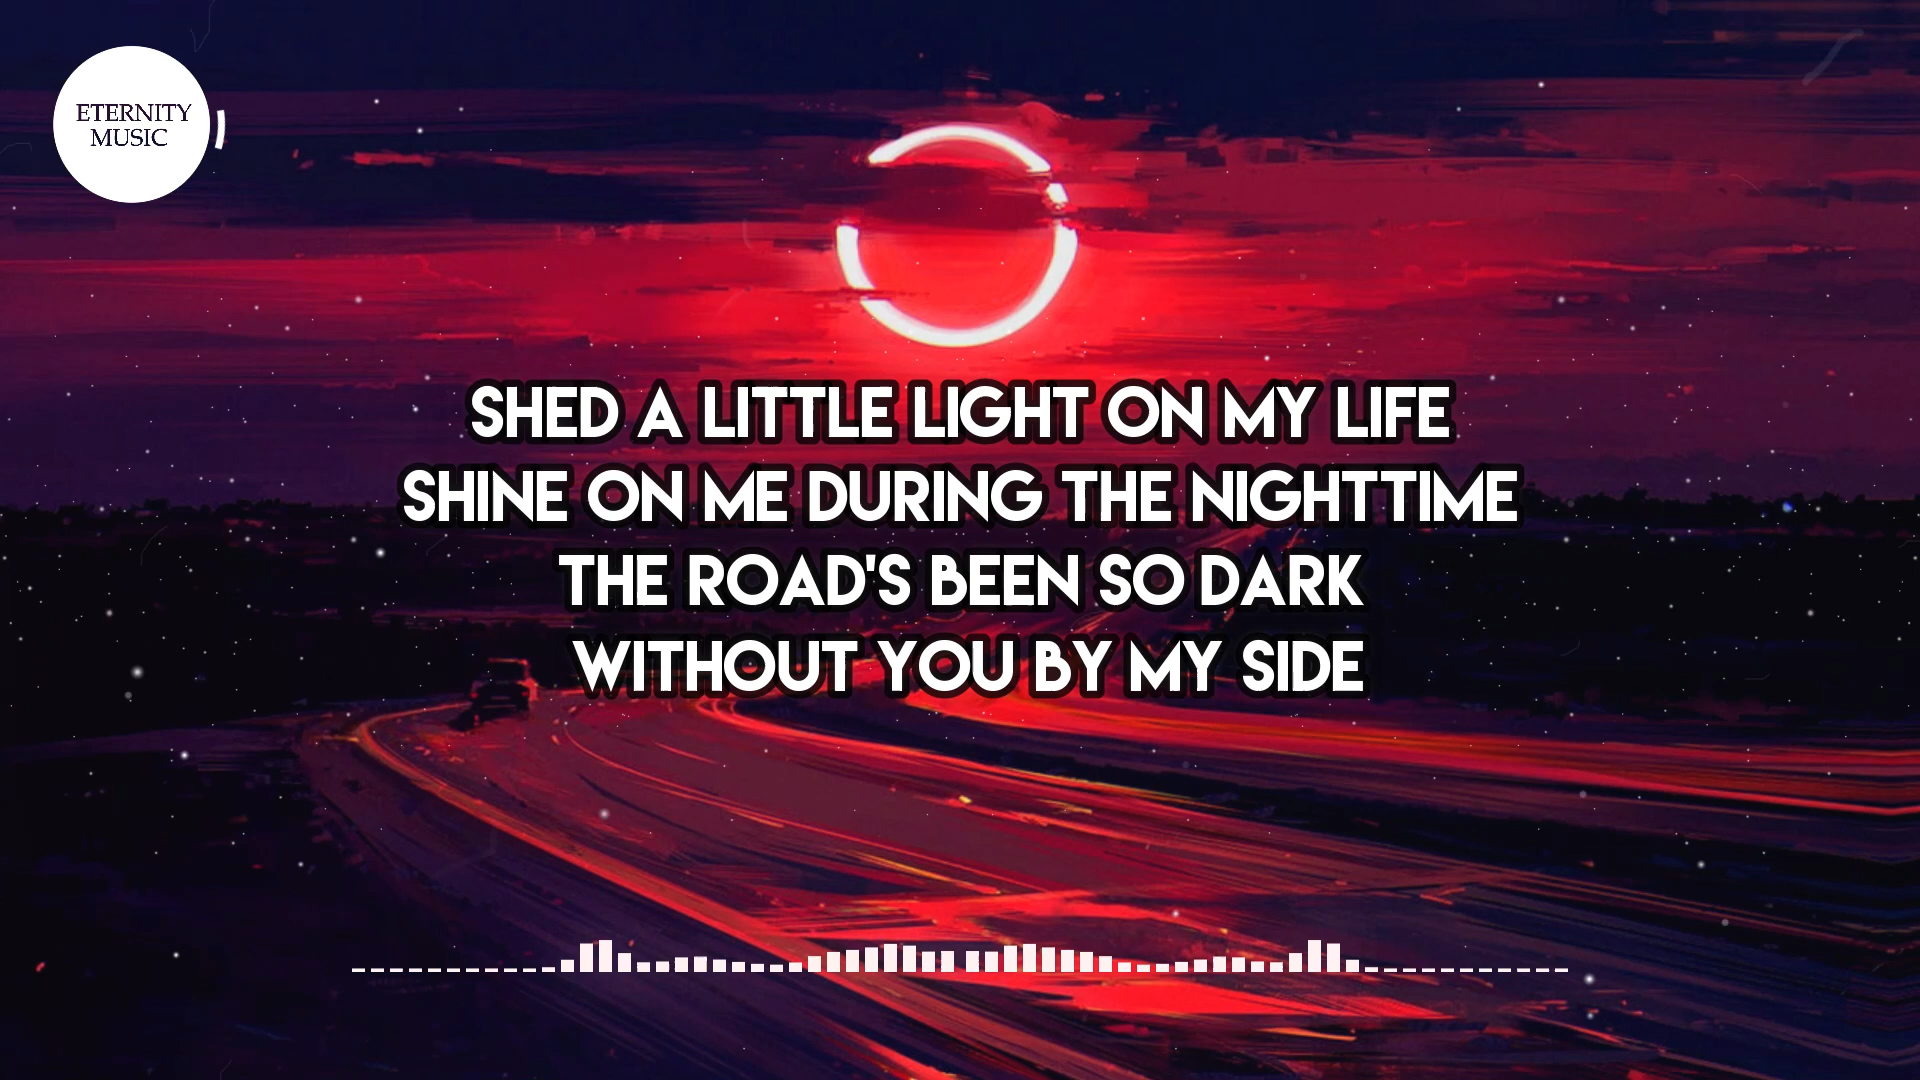 ETERNITY
MUSIC
SHED A LITTLE LIGHT ON MY LIFE
SHINE ON ME DURING THE NIGHTTIME
THE ROAD'S BEEN SO DARK
WITHOUT YOU BY MY SIDE